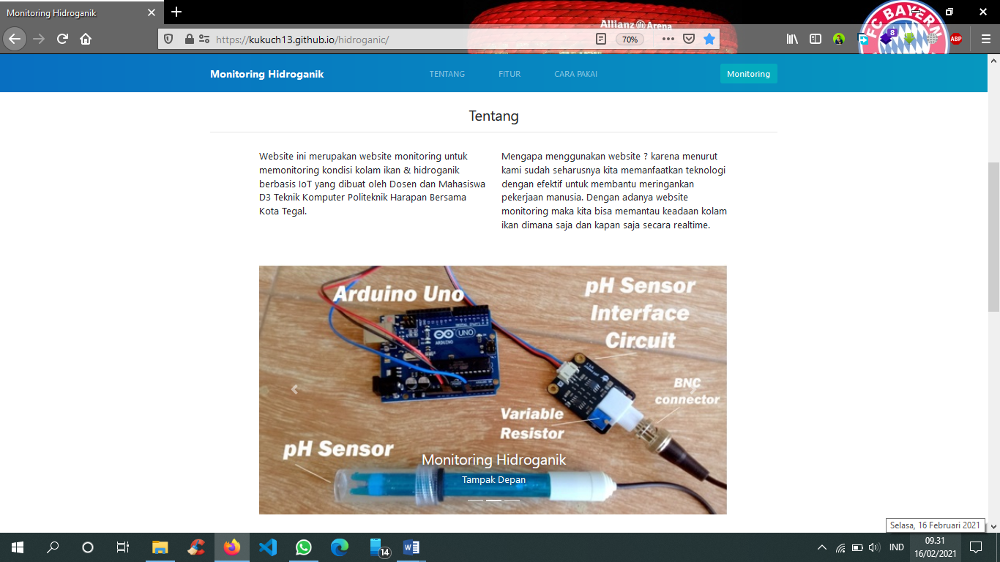 Monitoring Hidroganik
Allianz Arena
FC BAYERN
https://kukuch13.github.io/hidroganic/
70%
8
ABP
Monitoring Hidroganik
TENTANG
FITUR
CARA PAKAI
Monitoring
Tentang
Website ini merupakan website monitoring untuk
memonitoring kondisi kolam ikan & hidroganik
berbasis IoT yang dibuat oleh Dosen dan Mahasiswa
D3 Teknik Komputer Politeknik Harapan Bersama
Kota Tegal.
Mengapa menggunakan website ? karena menurut
kami sudah seharusnya kita memanfaatkan teknologi
dengan efektif untuk membantu meringankan
pekerjaan manusia. Dengan adanya website
monitoring maka kita bisa memantau keadaan kolam
ikan dimana saja dan kapan saja secara realtime.
Arduino Uno
pH Sensor
Interface
Circuit
UNO
ARDUINO
BNC
connector
Variable
Resistor
pH Sensor
Monitoring Hidroganik
Tampak Depan
Selasa, 16 Februari 2021
14
IND
09.31
16/02/2021